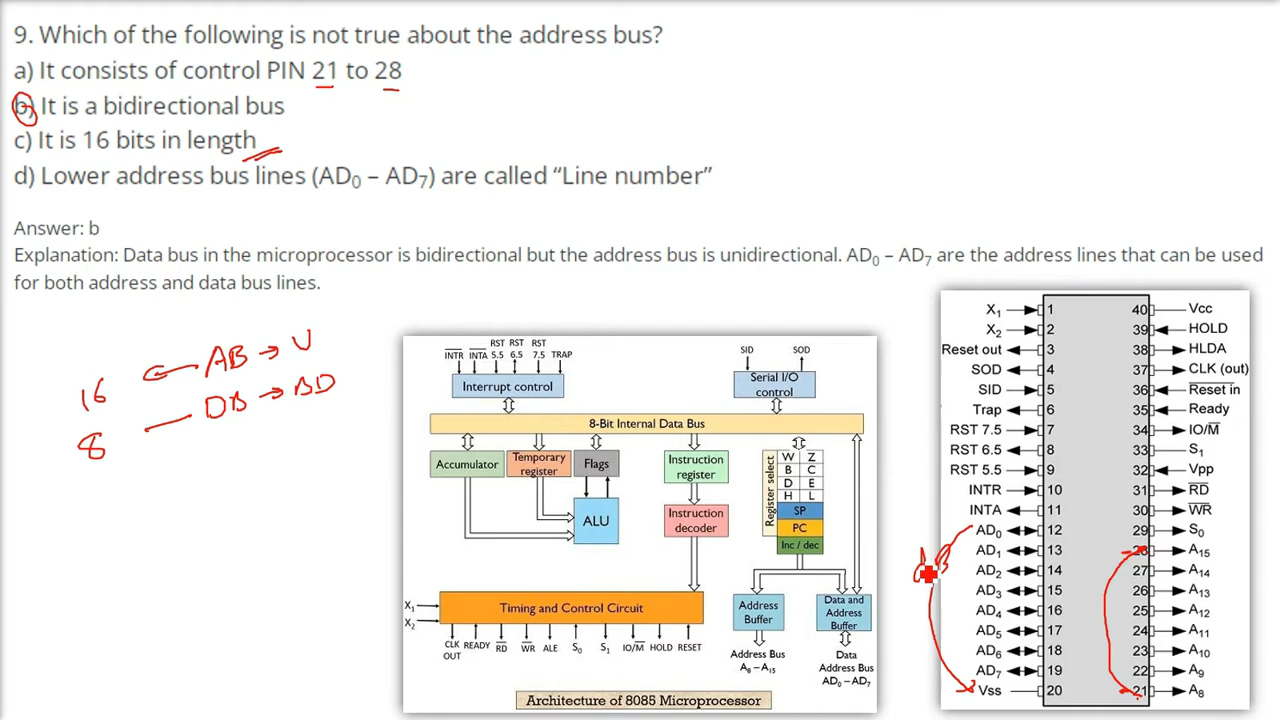 9. Which of the following is not true about the address bus?
a) It consists of control PIN 21 to 28
b) It is a bidirectional bus
c) It is 16 bits in length
d) Lower address bus lines (AD0 – AD7) are called “Line number”
Answer: b
Explanation: Data bus in the microprocessor is bidirectional but the address bus is unidirectional. AD0 – AD7 are the address lines that can be used
for both address and data bus lines.
16 AB → U
8 DB → BD
INTR INTA RST 5.5 RST 6.5 RST 7.5 TRAP
SID SOD
Interrupt control
Serial I/O
control
8-Bit Internal Data Bus
Accumulator
Temporary
register
Flags
Instruction
register
Register select
W Z
B C
D E
H L
SP
PC
Inc / dec
ALU
Instruction
decoder
X1
X2
Timing and Control Circuit
CLK
OUT
READY RD WR ALE S0 S1 IO/M HOLD RESET
Address
Buffer
Data and
Address
Buffer
Address Bus
A8 – A15
Data
Address Bus
AD0 – AD7
Architecture of 8085 Microprocessor
X1 1 40 Vcc
X2 2 39 HOLD
Reset out 3 38 HLDA
SOD 4 37 CLK (out)
SID 5 36 Reset in
Trap 6 35 Ready
RST 7.5 7 34 IO/M
RST 6.5 8 33 S1
RST 5.5 9 32 Vpp
INTR 10 31 RD
INTA 11 30 WR
AD0 12 29 S0
AD1 13 28 A15
AD2 14 27 A14
AD3 15 26 A13
AD4 16 25 A12
AD5 17 24 A11
AD6 18 23 A10
AD7 19 22 A9
Vss 20 21 A8